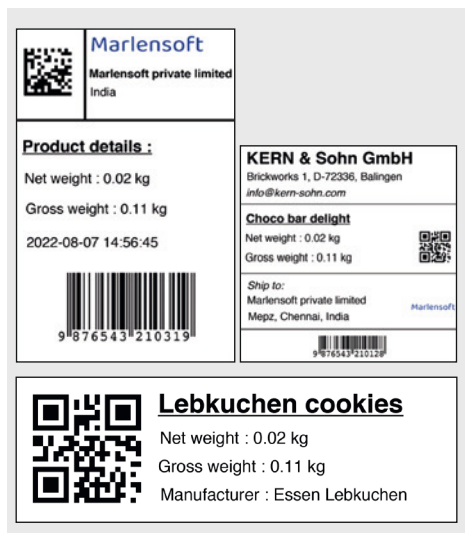 Marlensoft
Marlensoft private limited
India
Product details :
Net weight : 0.02 kg
Gross weight : 0.11 kg
2022-08-07 14:56:45
9 876543 210319
KERN & Sohn GmbH
Brickworks 1, D-72336, Balingen
info@kern-sohn.com
Choco bar delight
Net weight : 0.02 kg
Gross weight : 0.11 kg
Ship to:
Marlensoft private limited
Mepz, Chennai, India
Marlensoft
9 876543 210128
Lebkuchen cookies
Net weight : 0.02 kg
Gross weight : 0.11 kg
Manufacturer : Essen Lebkuchen